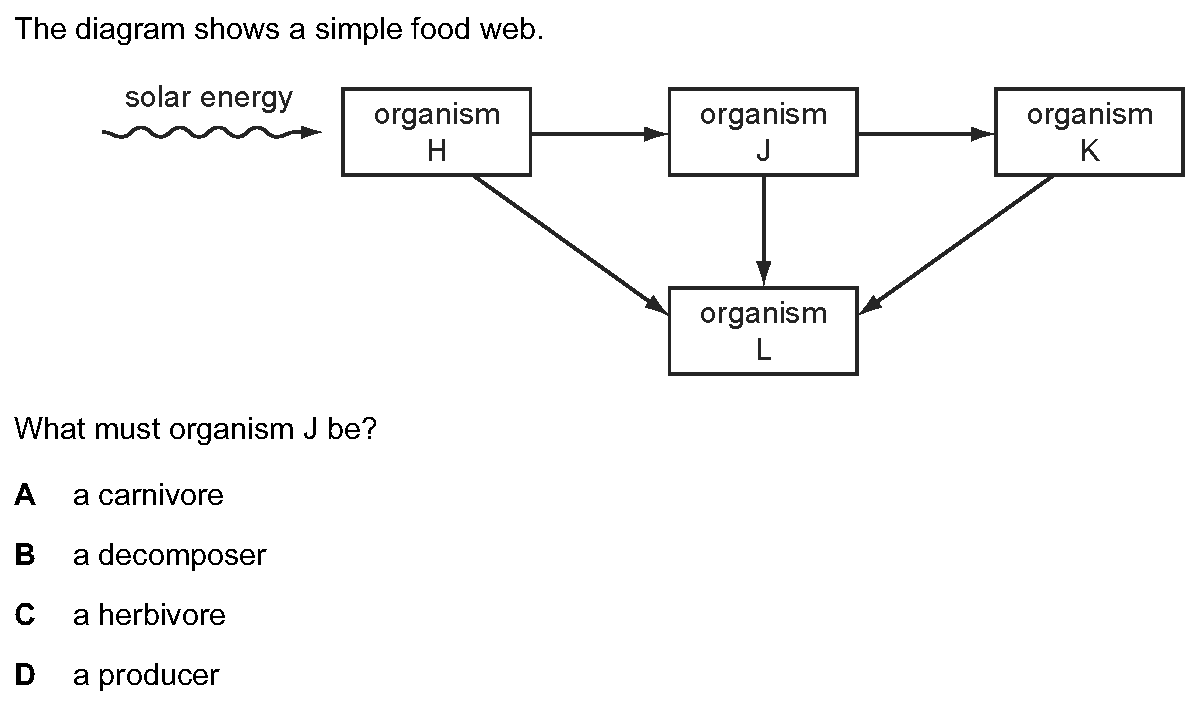 The diagram shows a simple food web.
solar energy
organism
H
organism
J
organism
K
organism
L
What must organism J be?
A a carnivore
B a decomposer
C a herbivore
D a producer